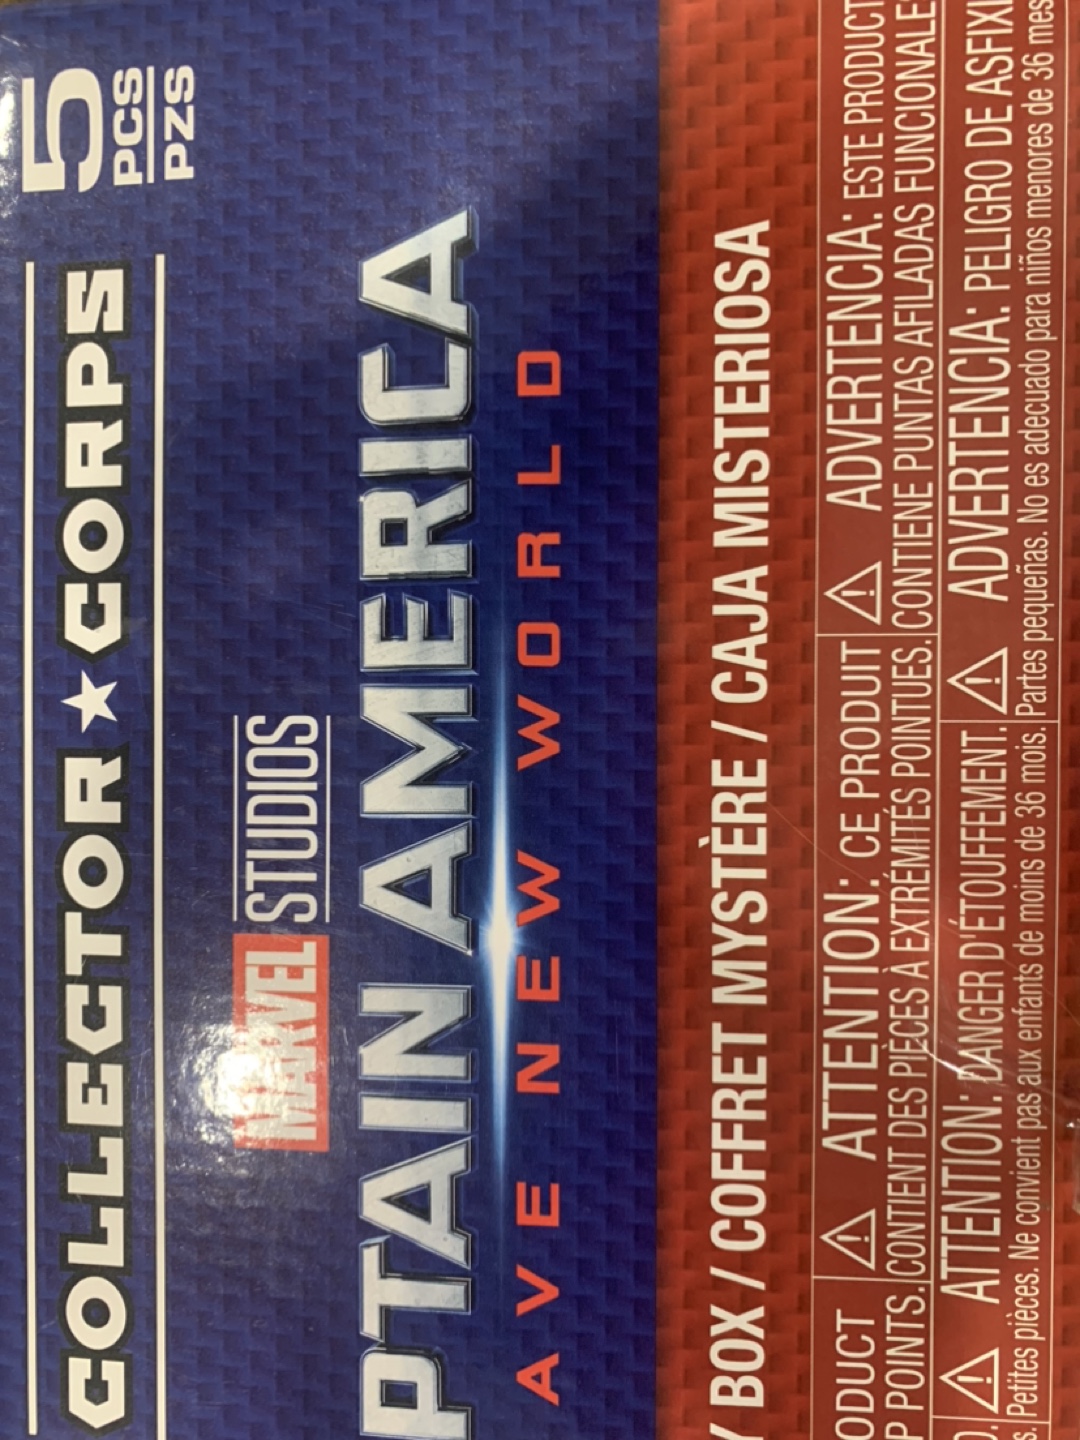 COLLECTOR★CORPS
5
PCS
PZS
MARVEL STUDIOS
PTAIN AMERICA
AVE NEW WORLD
BOX / COFFRET MYSTÈRE / CAJA MISTERIOSA
ODUCT
P POINTS.
⚠ ATTENTION: CE PRODUIT
CONTIENT DES PIÈCES À EXTRÉMITÉS POINTUES.
⚠ ADVERTENCIA: ESTE PRODUCT
CONTIENE PUNTAS AFILADAS FUNCIONALES
⚠ ATTENTION: DANGER D'ÉTOUFFEMENT.
Petites pièces. Ne convient pas aux enfants de moins de 36 mois.
⚠ ADVERTENCIA: PELIGRO DE ASFIXI
Partes pequeñas. No es adecuado para niños menores de 36 mes